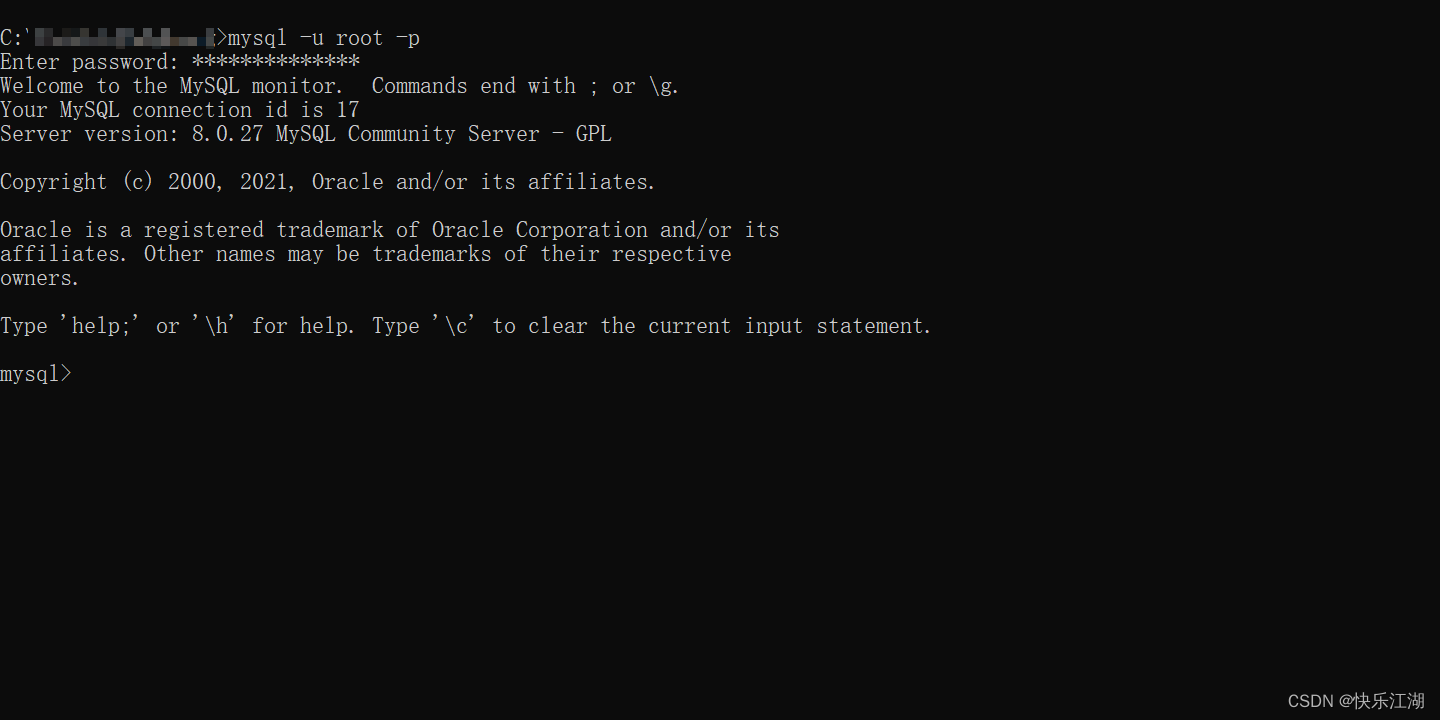 C:\>mysql -u root -p
Enter password: **************
Welcome to the MySQL monitor.  Commands end with ; or \g.
Your MySQL connection id is 17
Server version: 8.0.27 MySQL Community Server - GPL
Copyright (c) 2000, 2021, Oracle and/or its affiliates.
Oracle is a registered trademark of Oracle Corporation and/or its
affiliates. Other names may be trademarks of their respective
owners.
Type 'help;' or '\h' for help. Type '\c' to clear the current input statement.
mysql>
CSDN @快乐江湖